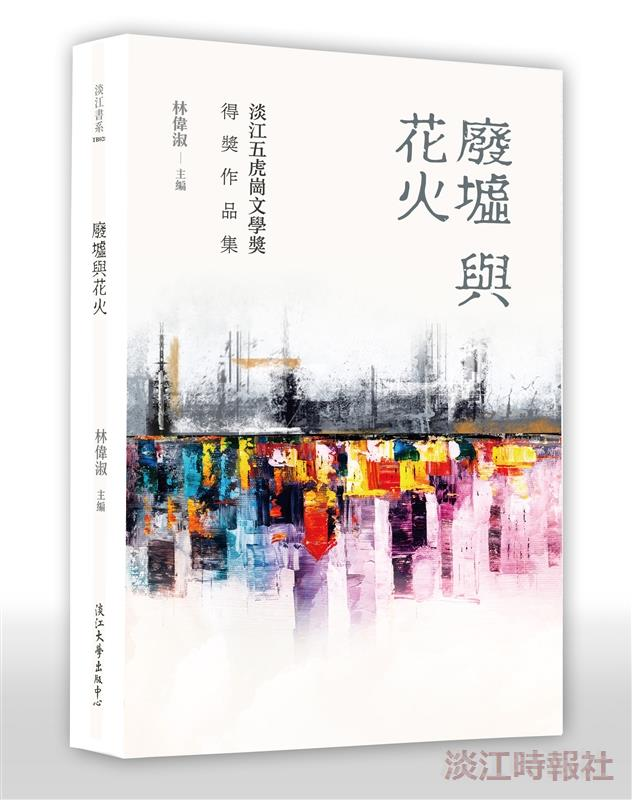 廢墟與
花火
淡江五虎崗文學獎
得獎作品集
林偉淑—主編
淡江書系
廢墟與花火
林偉淑 主編
淡江大學出版中心
淡江時報社